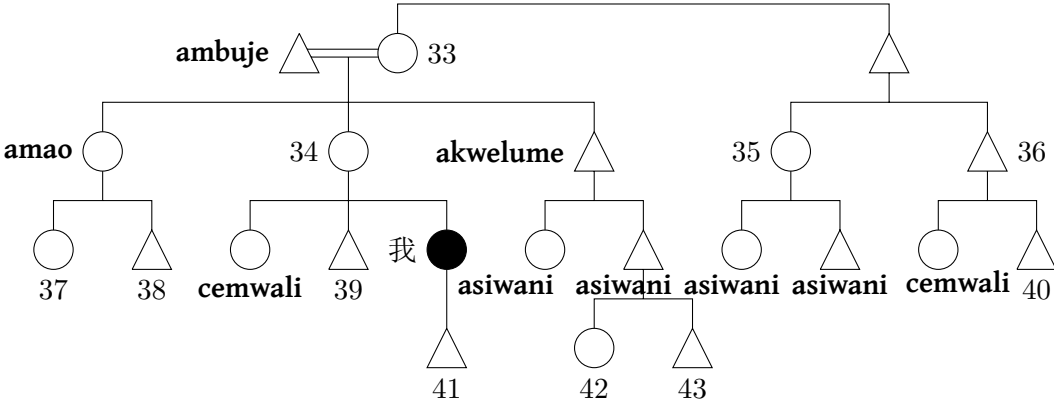 ambuje 33
amao 34 akwelume 35 36
我
37 38 cemwali 39 asiwani asiwani asiwani asiwani cemwali 40
41 42 43